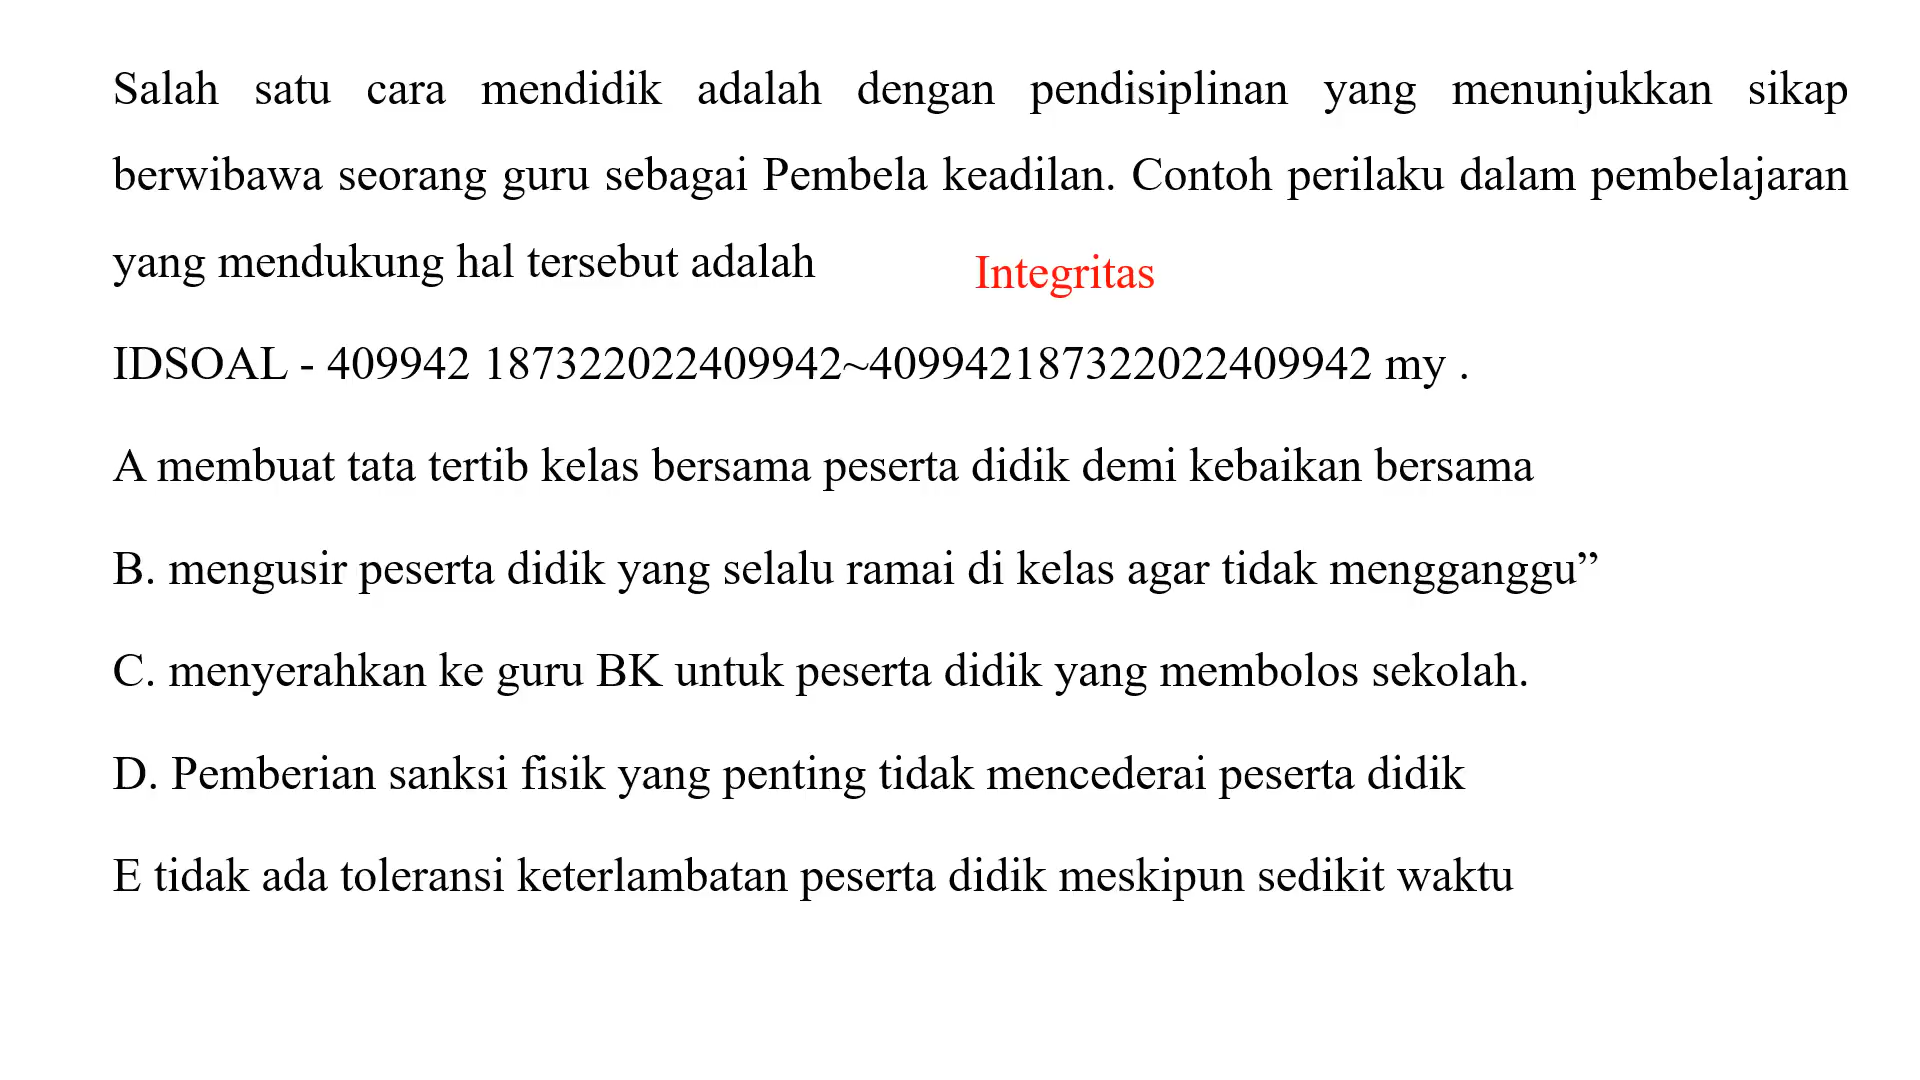 Salah satu cara mendidik adalah dengan pendisiplinan yang menunjukkan sikap
berwibawa seorang guru sebagai Pembela keadilan. Contoh perilaku dalam pembelajaran
yang mendukung hal tersebut adalah
Integritas
IDSOAL - 409942 187322022409942~409942187322022409942 my .
A membuat tata tertib kelas bersama peserta didik demi kebaikan bersama
B. mengusir peserta didik yang selalu ramai di kelas agar tidak mengganggu”
C. menyerahkan ke guru BK untuk peserta didik yang membolos sekolah.
D. Pemberian sanksi fisik yang penting tidak mencederai peserta didik
E tidak ada toleransi keterlambatan peserta didik meskipun sedikit waktu